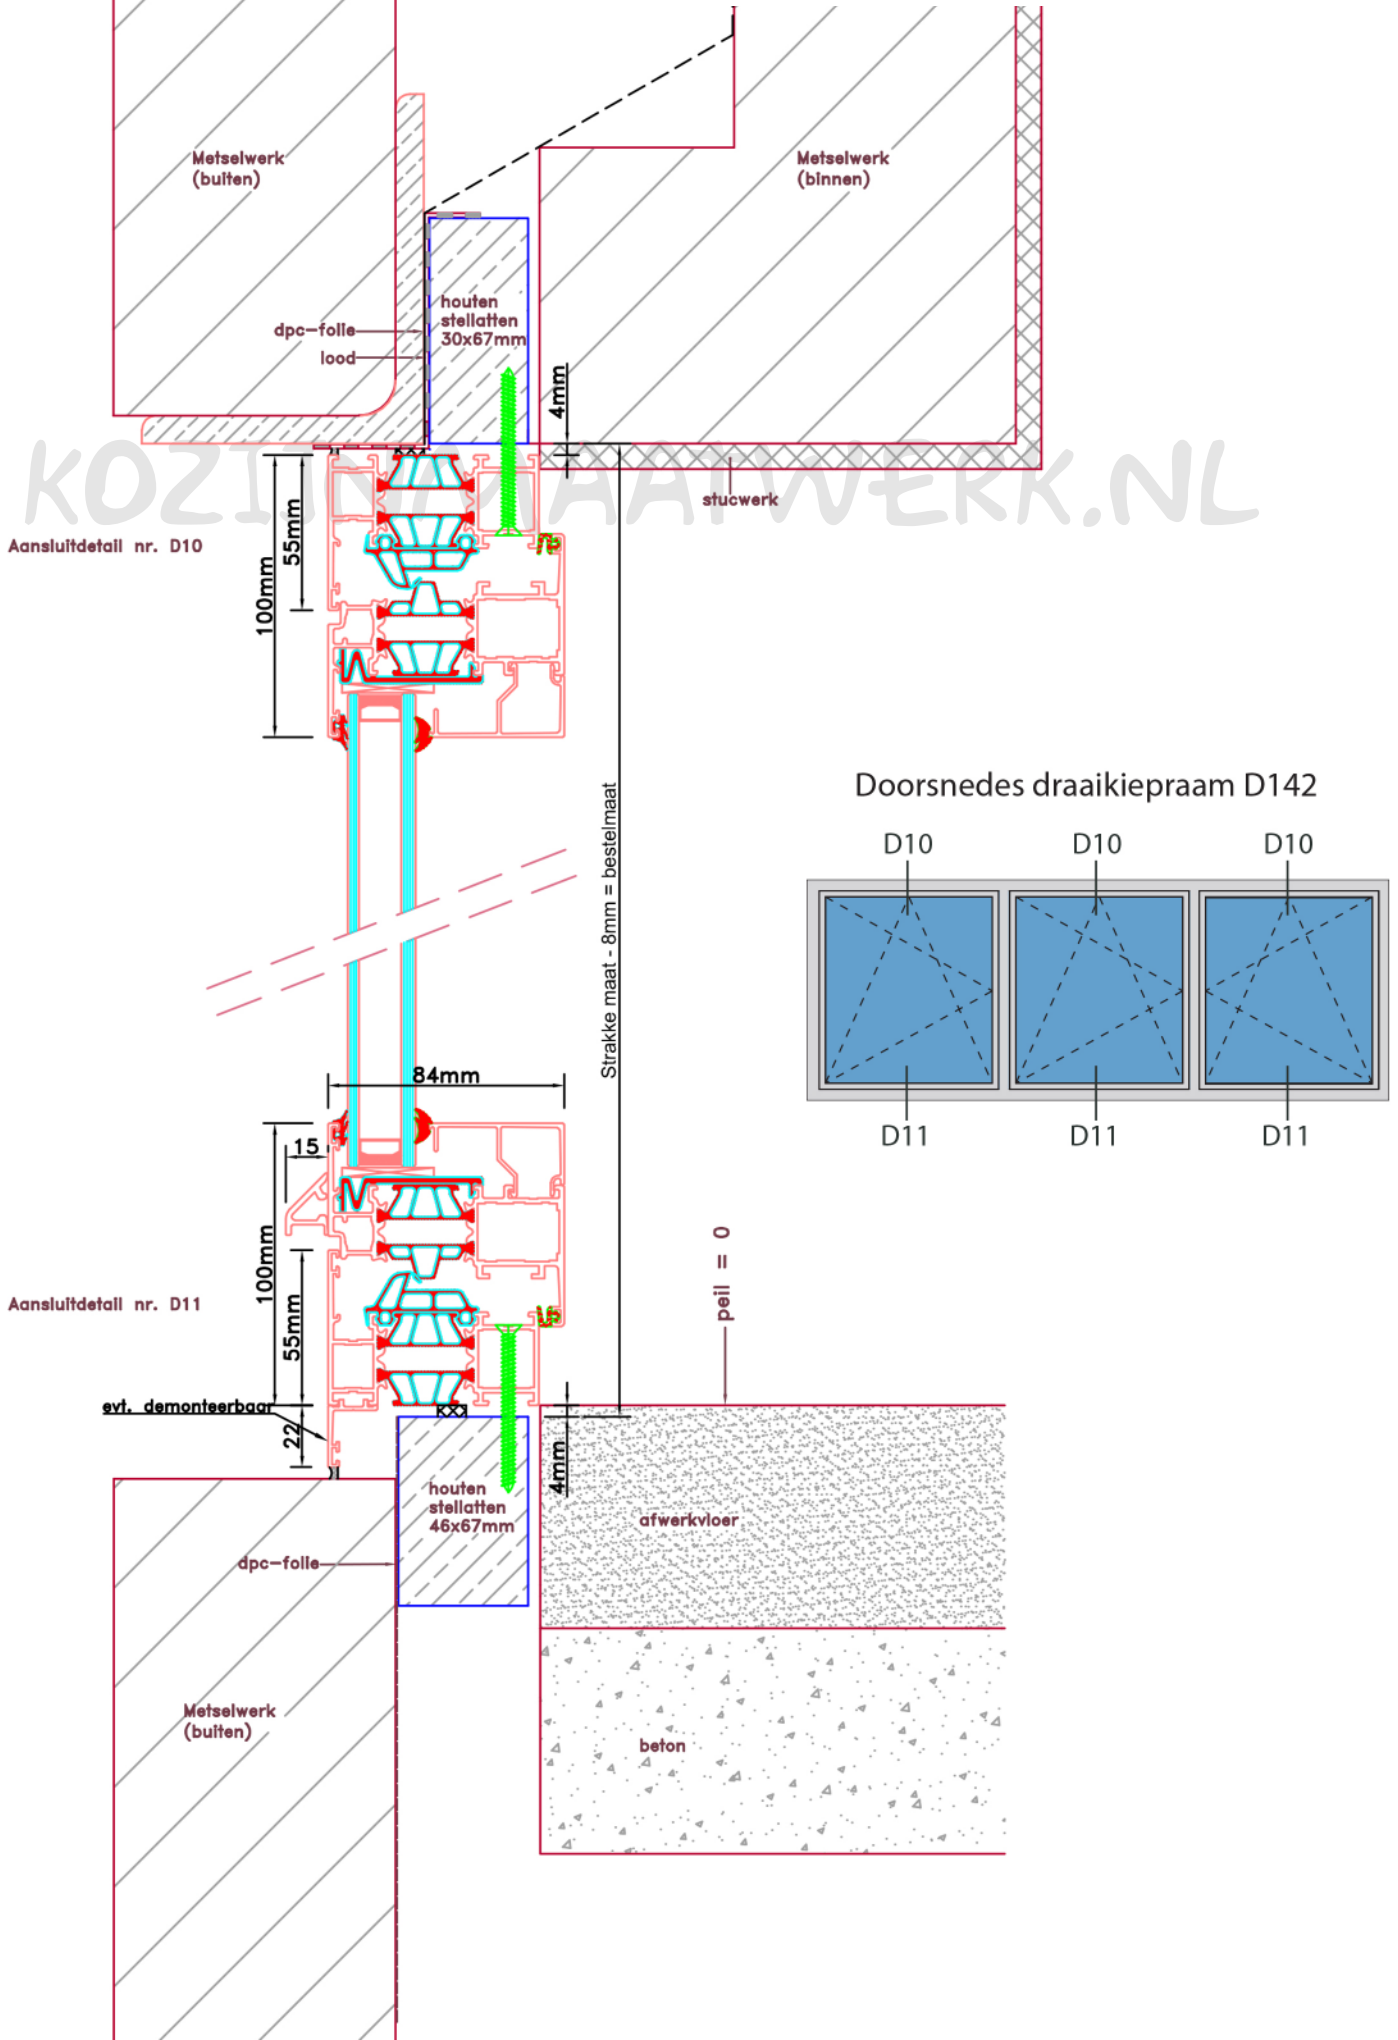 Metselwerk
(buiten)
Metselwerk
(binnen)
houten
stellatten
30x67mm
dpc-folie
lood
4mm
KOZIJNMAATWERK.NL
stucwerk
Aansluitdetail nr. D10
55mm
100mm
Strakke maat - 8mm = bestelmaat
Doorsnedes draaikiepraam D142
D10
D10
D10
D11
D11
D11
84mm
15
100mm
55mm
peil = 0
Aansluitdetail nr. D11
evt. demonteerbaar
22
4mm
houten
stellatten
46x67mm
afwerkvloer
dpc-folie
Metselwerk
(buiten)
beton